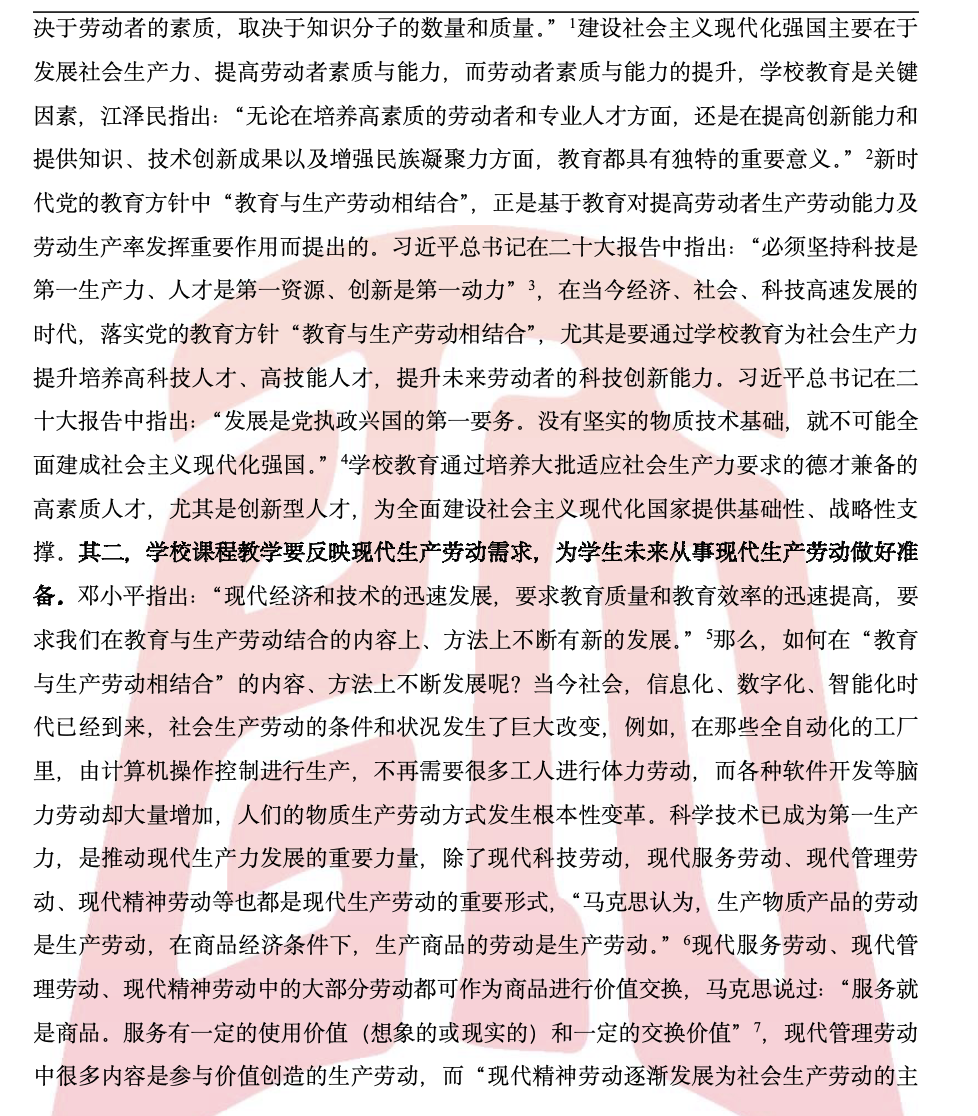 决于劳动者的素质，取决于知识分子的数量和质量。”1建设社会主义现代化强国主要在于
发展社会生产力、提高劳动者素质与能力，而劳动者素质与能力的提升，学校教育是关键
因素，江泽民指出：“无论在培养高素质的劳动者和专业人才方面，还是在提高创新能力和
提供知识、技术创新成果以及增强民族凝聚力方面，教育都具有独特的重要意义。”2新时
代党的教育方针中“教育与生产劳动相结合”，正是基于教育对提高劳动者生产劳动能力及
劳动生产率发挥重要作用而提出的。习近平总书记在二十大报告中指出：“必须坚持科技是
第一生产力、人才是第一资源、创新是第一动力”3，在当今经济、社会、科技高速发展的
时代，落实党的教育方针“教育与生产劳动相结合”，尤其是要通过学校教育为社会生产力
提升培养高科技人才、高技能人才，提升未来劳动者的科技创新能力。习近平总书记在二
十大报告中指出：“发展是党执政兴国的第一要务。没有坚实的物质技术基础，就不可能全
面建成社会主义现代化强国。”4学校教育通过培养大批适应社会生产力要求的德才兼备的
高素质人才，尤其是创新型人才，为全面建设社会主义现代化国家提供基础性、战略性支
撑。其二，学校课程教学要反映现代生产劳动需求，为学生未来从事现代生产劳动做好准
备。邓小平指出：“现代经济和技术的迅速发展，要求教育质量和教育效率的迅速提高，要
求我们在教育与生产劳动结合的内容上、方法上不断有新的发展。”5那么，如何在“教育
与生产劳动相结合”的内容、方法上不断发展呢？当今社会，信息化、数字化、智能化时
代已经到来，社会生产劳动的条件和状况发生了巨大改变，例如，在那些全自动化的工厂
里，由计算机操作控制进行生产，不再需要很多工人进行体力劳动，而各种软件开发等脑
力劳动却大量增加，人们的物质生产劳动方式发生根本性变革。科学技术已成为第一生产
力，是推动现代生产力发展的重要力量，除了现代科技劳动，现代服务劳动、现代管理劳
动、现代精神劳动等也都是现代生产劳动的重要形式，“马克思认为，生产物质产品的劳动
是生产劳动，在商品经济条件下，生产商品的劳动是生产劳动。”6现代服务劳动、现代管
理劳动、现代精神劳动中的大部分劳动都可作为商品进行价值交换，马克思说过：“服务就
是商品。服务有一定的使用价值（想象的或现实的）和一定的交换价值”7，现代管理劳动
中很多内容是参与价值创造的生产劳动，而“现代精神劳动逐渐发展为社会生产劳动的主